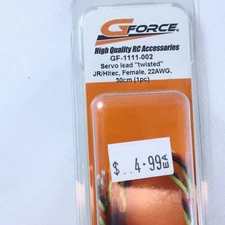 GFORCE
High Quality RC Accessories
GF-1111-002
Servo lead "twisted"
JR/Hitec, Female, 22AWG,
30cm (1pc)
$ 4.99 EA